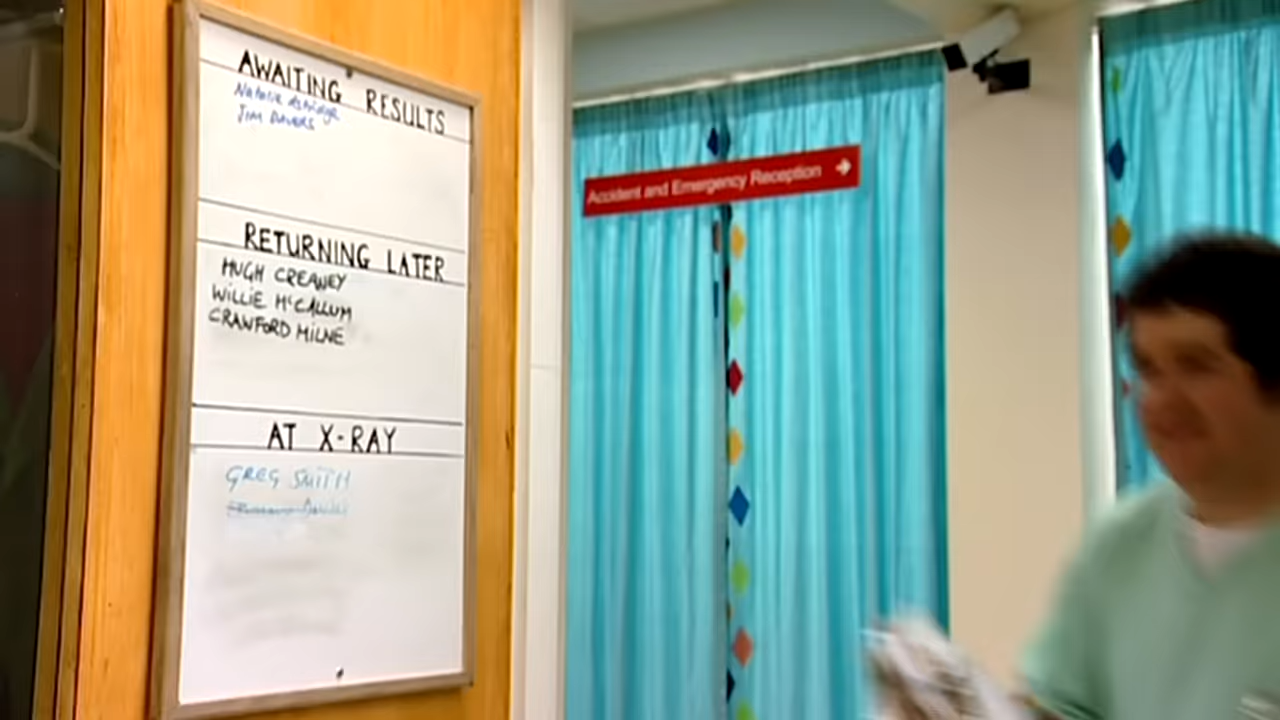 AWAITING RESULTS
Natalie
JIM DAVERS
RETURNING LATER
HUGH CREANEY
WILLIE McCALLUM
CRAWFORD MILNE
AT X-RAY
GREG SMITH
Accident and Emergency Reception